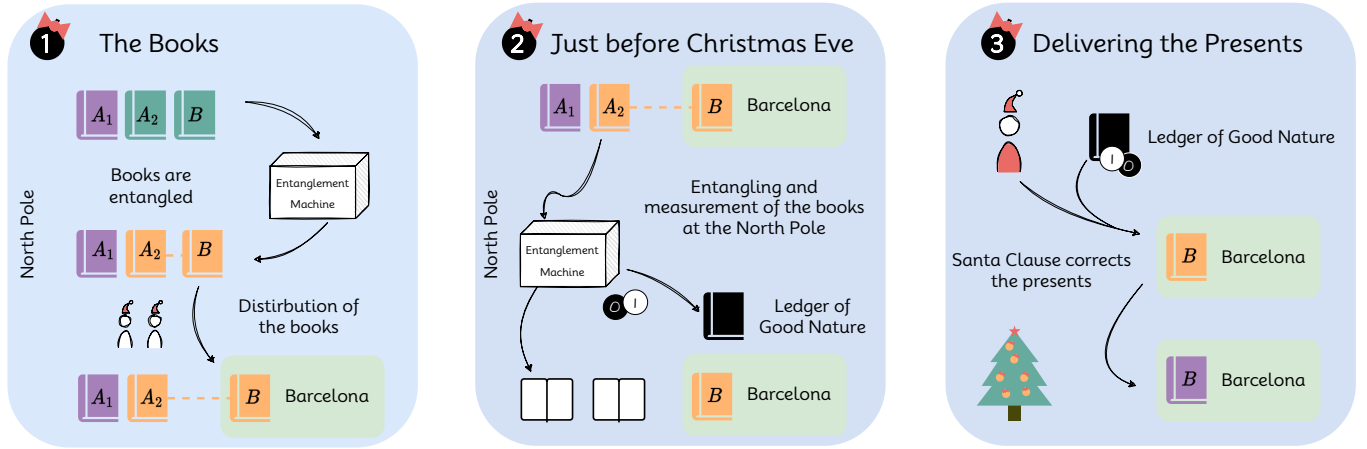 1 The Books
A₁ A₂ B
Books are
entangled
Entanglement
Machine
North Pole
A₁ A₂ B
Distirbution of
the books
A₁ A₂ B Barcelona
2 Just before Christmas Eve
A₁ A₂ B Barcelona
North Pole
Entangling and
measurement of the books
at the North Pole
Entanglement
Machine
0 1
Ledger of
Good Nature
B Barcelona
3 Delivering the Presents
Ledger of Good Nature
1 0
B Barcelona
Santa Clause corrects
the presents
B Barcelona